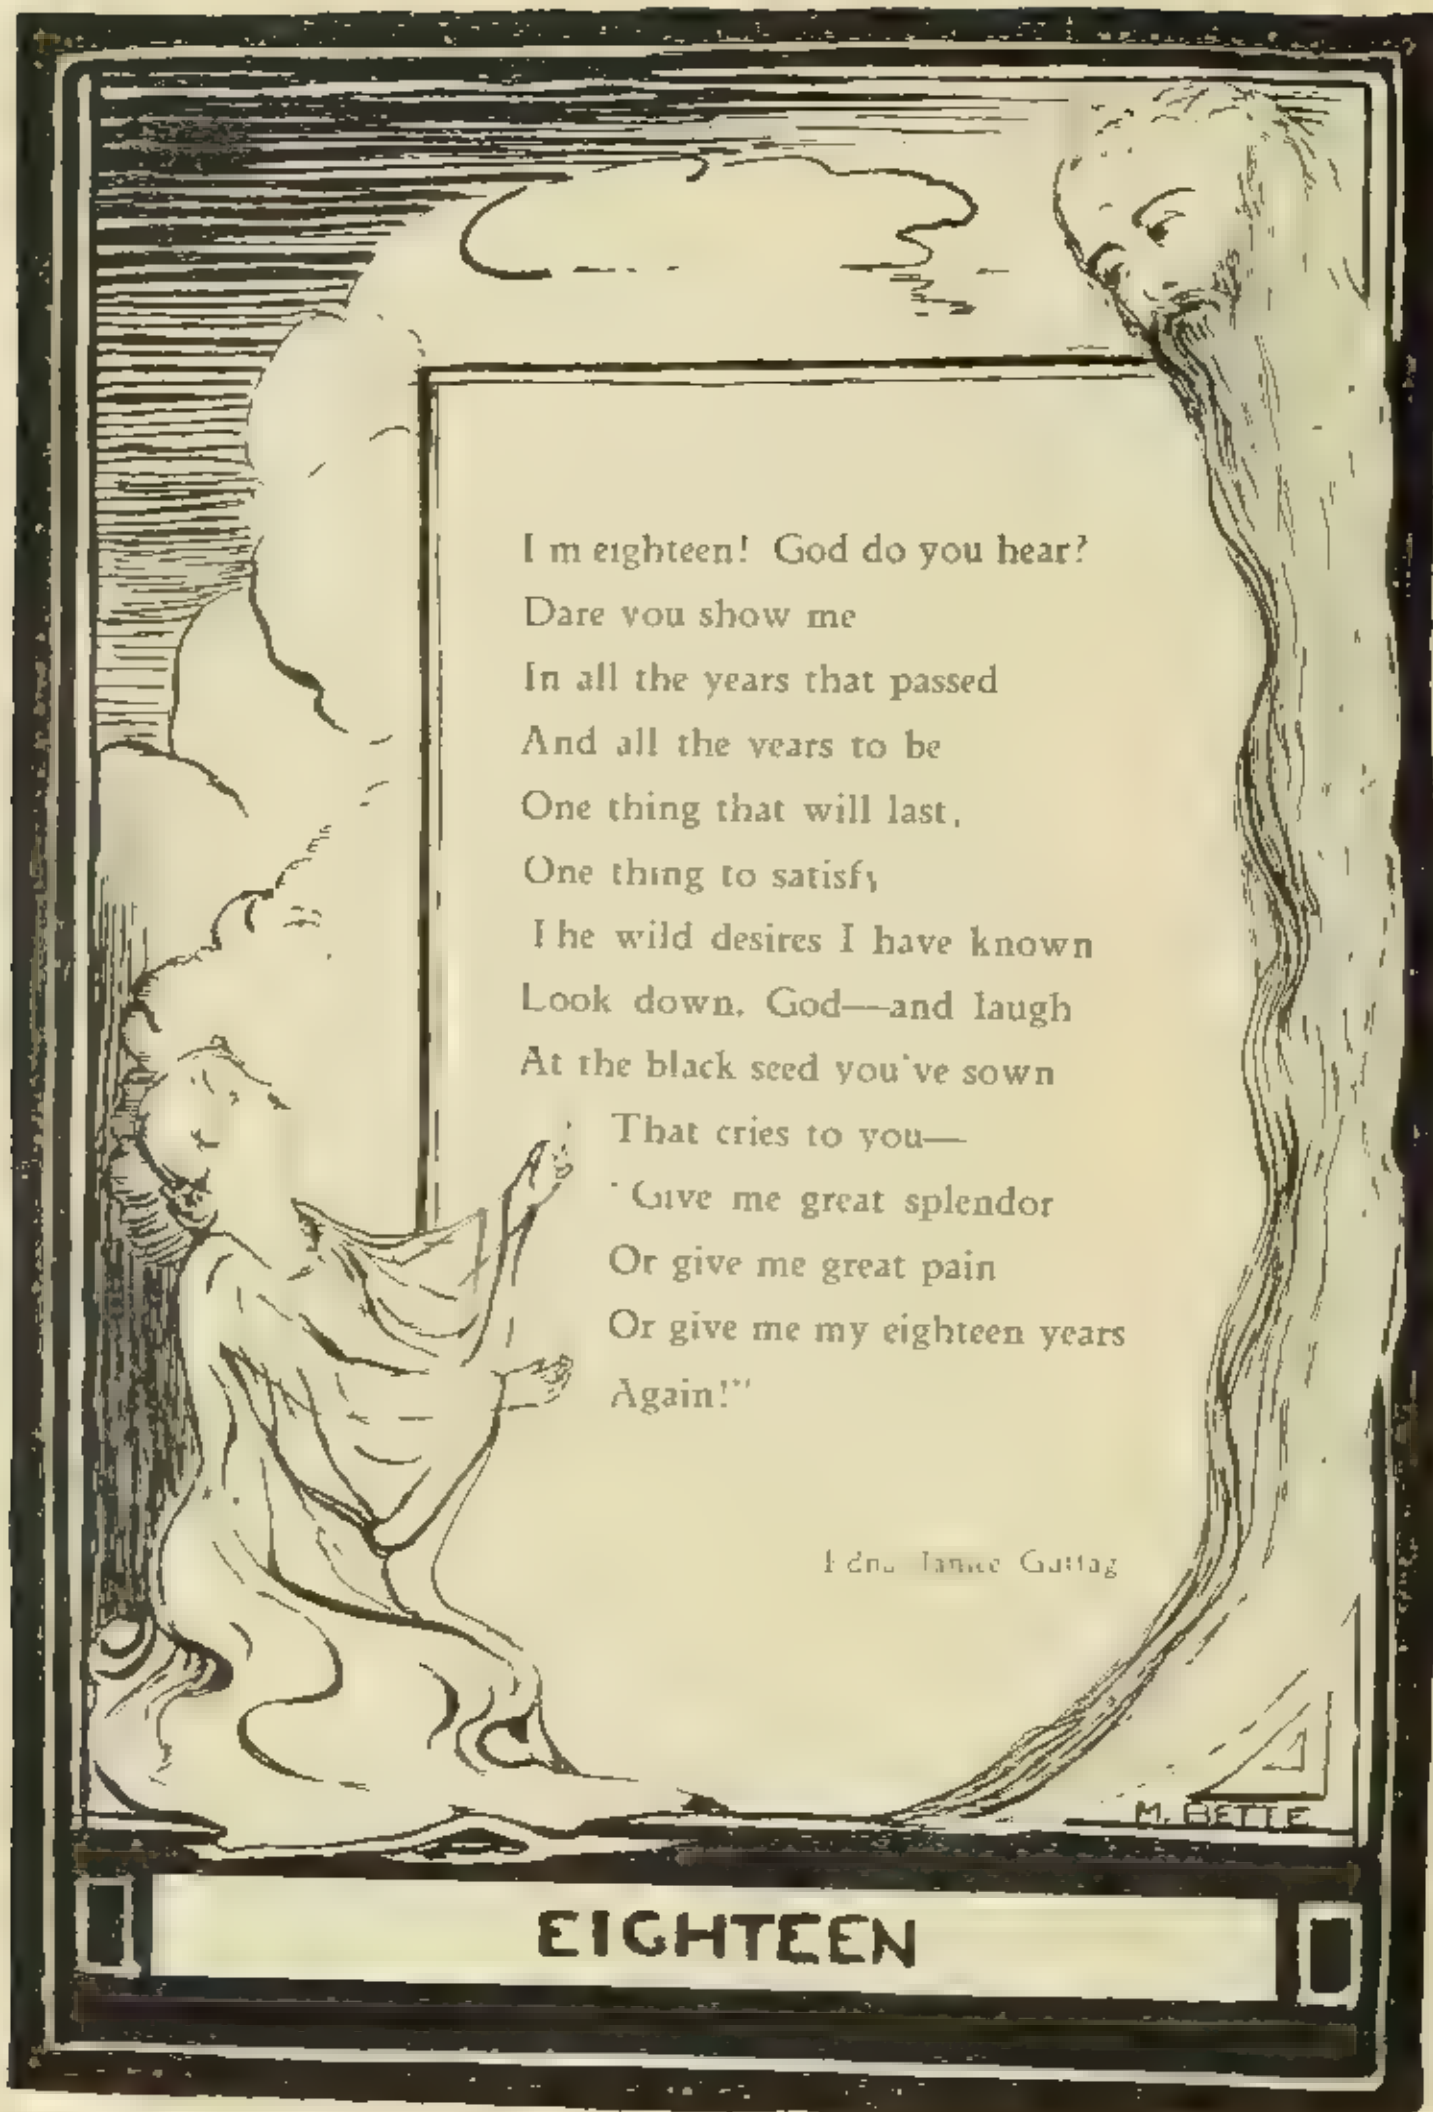 I'm eighteen! God do you hear?
Dare you show me
In all the years that passed
And all the years to be
One thing that will last,
One thing to satisfy
The wild desires I have known
Look down, God—and laugh
At the black seed you've sown
That cries to you—
"Give me great splendor
Or give me great pain
Or give me my eighteen years
Again!"
Edna Janice
M. BETTE
EIGHTEEN